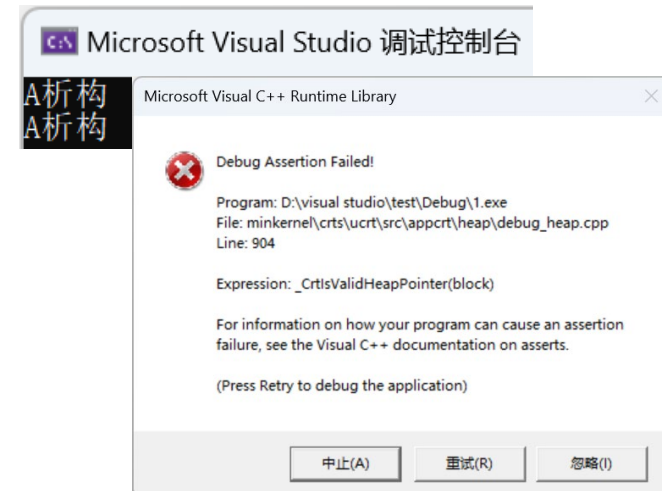 Microsoft Visual Studio 调试控制台
A析构
A析构
Microsoft Visual C++ Runtime Library
Debug Assertion Failed!
Program: D:\visual studio\test\Debug\1.exe
File: minkernel\crts\ucrt\src\appcrt\heap\debug_heap.cpp
Line: 904
Expression: _CrtIsValidHeapPointer(block)
For information on how your program can cause an assertion
failure, see the Visual C++ documentation on asserts.
(Press Retry to debug the application)
中止(A) 重试(R) 忽略(I)